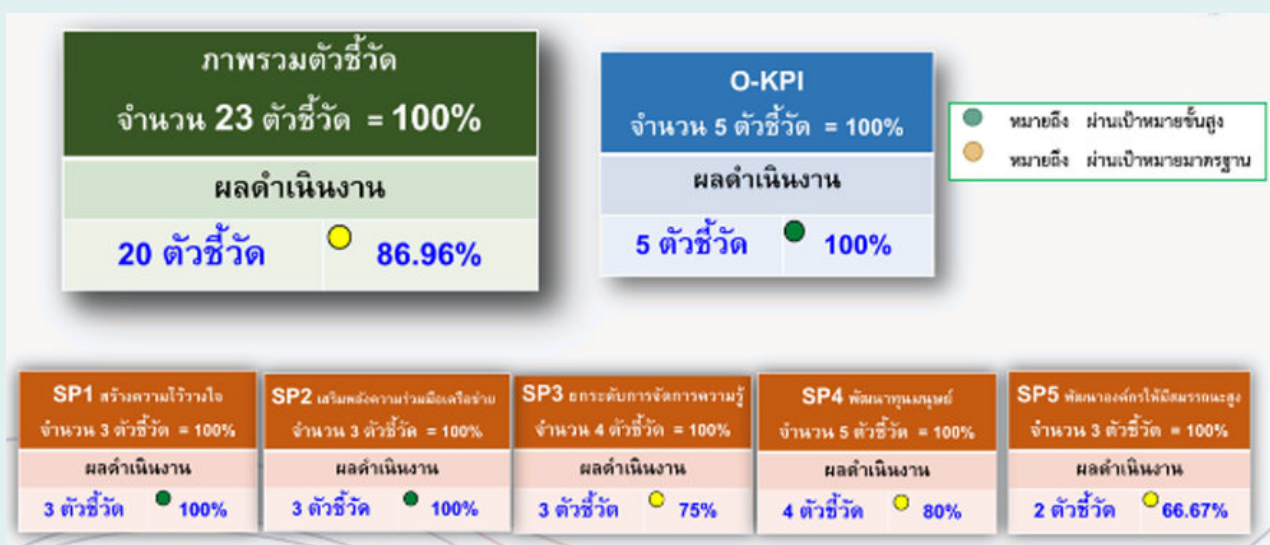 ภาพรวมตัวชี้วัด
จำนวน 23 ตัวชี้วัด = 100%
ผลดำเนินงาน
20 ตัวชี้วัด 86.96%
O-KPI
จำนวน 5 ตัวชี้วัด = 100%
ผลดำเนินงาน
5 ตัวชี้วัด 100%
หมายถึง ผ่านเป้าหมายขั้นสูง
หมายถึง ผ่านเป้าหมายมาตรฐาน
SP1 สร้างความไว้วางใจ
จำนวน 3 ตัวชี้วัด = 100%
ผลดำเนินงาน
3 ตัวชี้วัด 100%
SP2 เสริมพลังความร่วมมือเครือข่าย
จำนวน 3 ตัวชี้วัด = 100%
ผลดำเนินงาน
3 ตัวชี้วัด 100%
SP3 ยกระดับการจัดการความรู้
จำนวน 4 ตัวชี้วัด = 100%
ผลดำเนินงาน
3 ตัวชี้วัด 75%
SP4 พัฒนาทุนมนุษย์
จำนวน 5 ตัวชี้วัด = 100%
ผลดำเนินงาน
4 ตัวชี้วัด 80%
SP5 พัฒนาองค์กรให้มีสมรรถนะสูง
จำนวน 3 ตัวชี้วัด = 100%
ผลดำเนินงาน
2 ตัวชี้วัด 66.67%